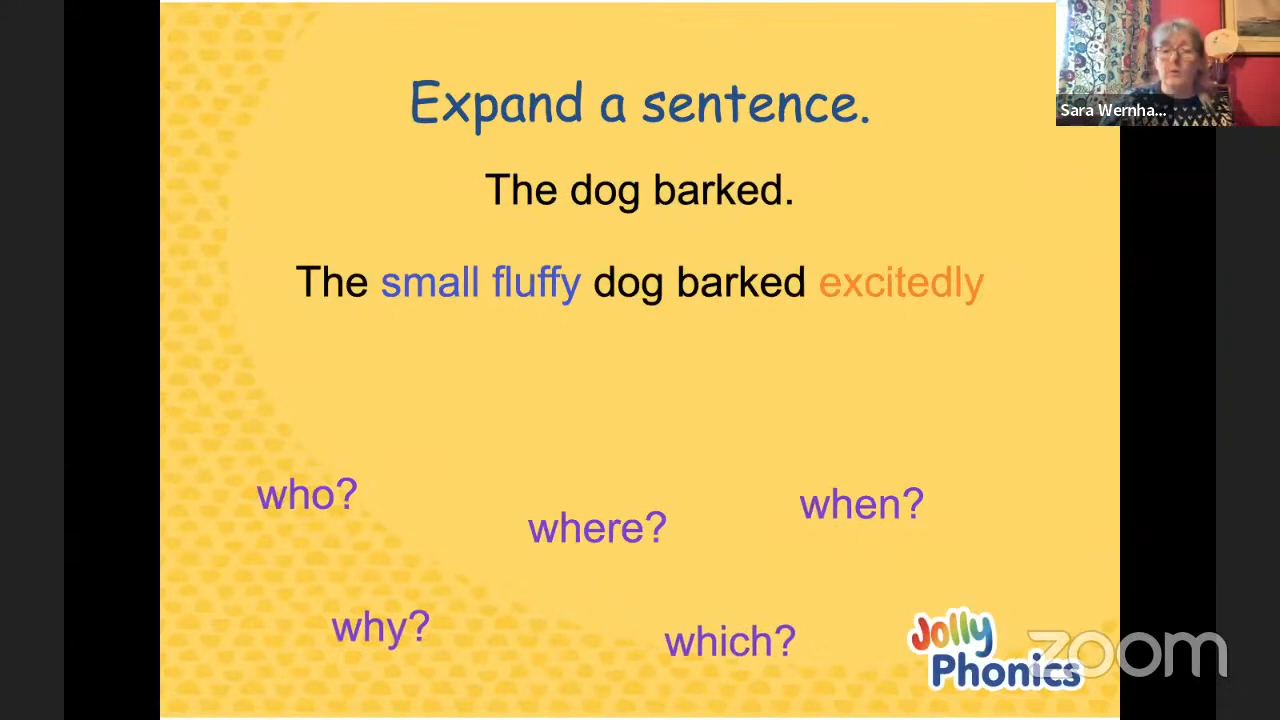 Sara Wernha...
Expand a sentence.
The dog barked.
The small fluffy dog barked excitedly
who?
when?
where?
why?
which?
Jolly
Phonics
zoom